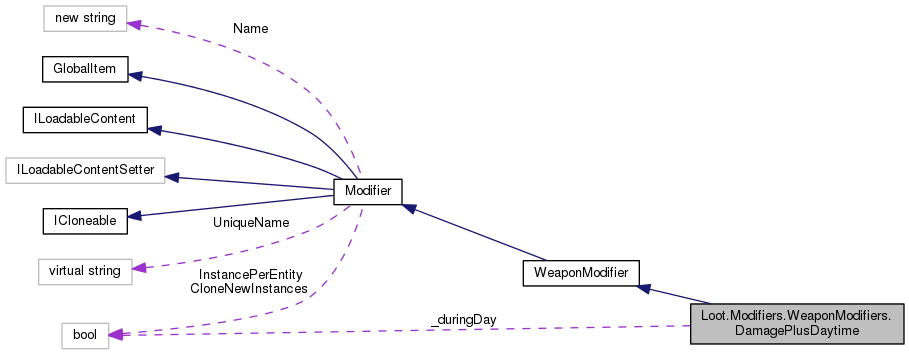 new string
Name
GlobalItem
ILoadableContent
ILoadableContentSetter
Modifier
ICloneable
UniqueName
virtual string
InstancePerEntity
CloneNewInstances
WeaponModifier
bool
_duringDay
Loot.Modifiers.WeaponModifiers.
DamagePlusDaytime